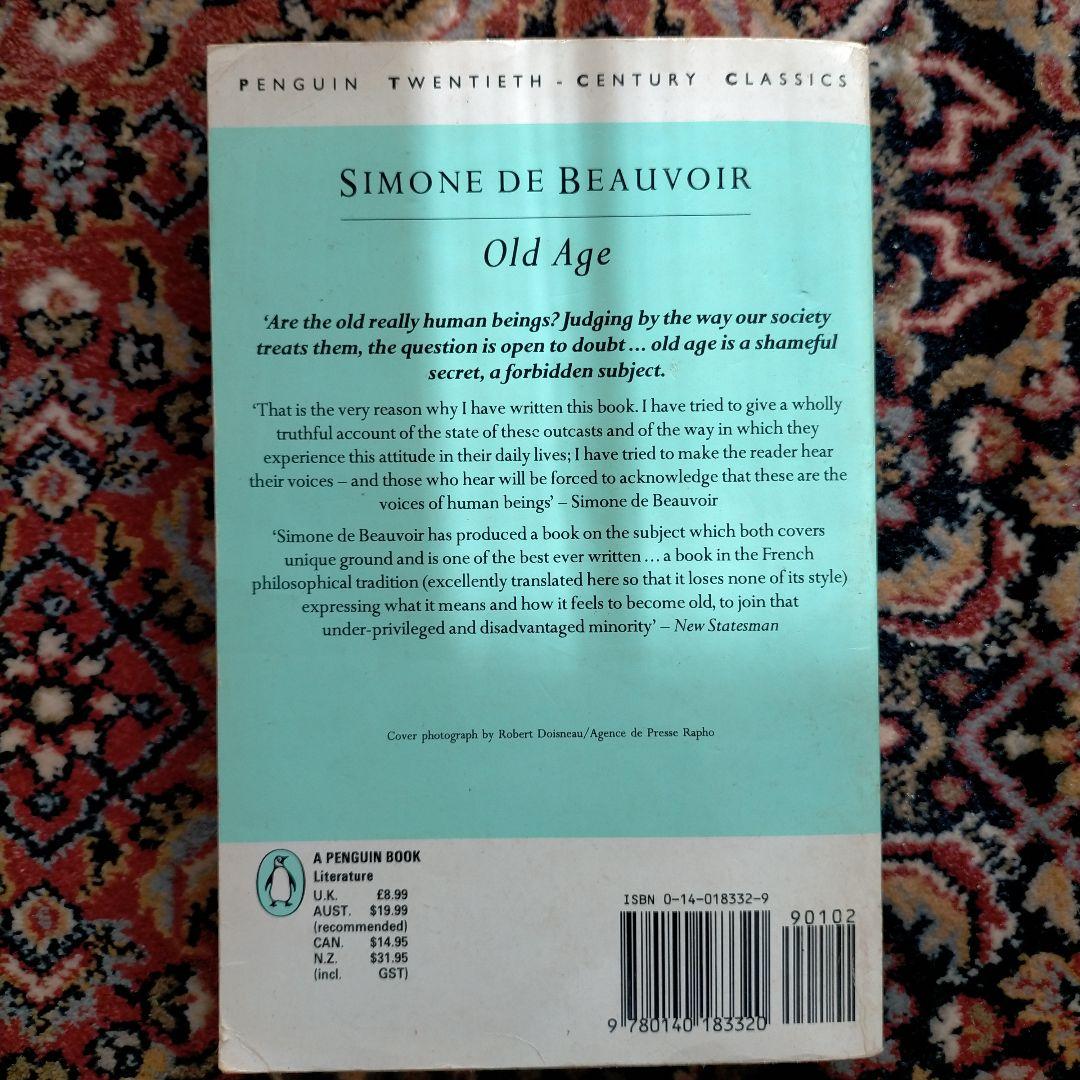 PENGUIN TWENTIETH-CENTURY CLASSICS
SIMONE DE BEAUVOIR
Old Age
‘Are the old really human beings? Judging by the way our society
treats them, the question is open to doubt ... old age is a shameful
secret, a forbidden subject.
‘That is the very reason why I have written this book. I have tried to give a wholly
truthful account of the state of these outcasts and of the way in which they
experience this attitude in their daily lives; I have tried to make the reader hear
their voices – and those who hear will be forced to acknowledge that these are the
voices of human beings’ – Simone de Beauvoir
‘Simone de Beauvoir has produced a book on the subject which both covers
unique ground and is one of the best ever written ... a book in the French
philosophical tradition (excellently translated here so that it loses none of its style)
expressing what it means and how it feels to become old, to join that
under-privileged and disadvantaged minority’ – New Statesman
Cover photograph by Robert Doisneau/Agence de Presse Rapho
A PENGUIN BOOK
Literature
U.K. £8.99
AUST. $19.99
(recommended)
CAN. $14.95
N.Z. $31.95
(incl. GST)
ISBN 0-14-018332-9
90102
9 780140 183320